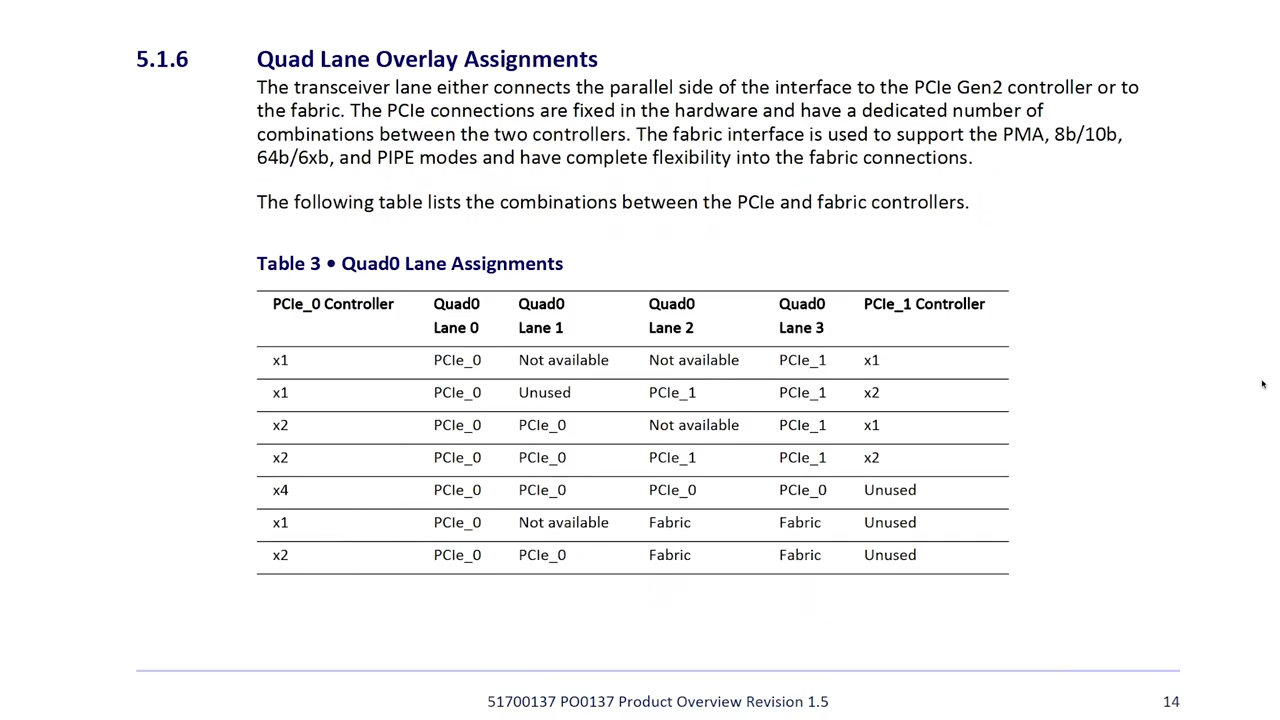 5.1.6 Quad Lane Overlay Assignments
The transceiver lane either connects the parallel side of the interface to the PCIe Gen2 controller or to
the fabric. The PCIe connections are fixed in the hardware and have a dedicated number of
combinations between the two controllers. The fabric interface is used to support the PMA, 8b/10b,
64b/6xb, and PIPE modes and have complete flexibility into the fabric connections.
The following table lists the combinations between the PCIe and fabric controllers.
Table 3 • Quad0 Lane Assignments
PCIe_0 Controller Quad0 Quad0 Quad0 Quad0 PCIe_1 Controller
Lane 0 Lane 1 Lane 2 Lane 3
x1 PCIe_0 Not available Not available PCIe_1 x1
x1 PCIe_0 Unused PCIe_1 PCIe_1 x2
x2 PCIe_0 PCIe_0 Not available PCIe_1 x1
x2 PCIe_0 PCIe_0 PCIe_1 PCIe_1 x2
x4 PCIe_0 PCIe_0 PCIe_0 PCIe_0 Unused
x1 PCIe_0 Not available Fabric Fabric Unused
x2 PCIe_0 PCIe_0 Fabric Fabric Unused
51700137 PO0137 Product Overview Revision 1.5 14